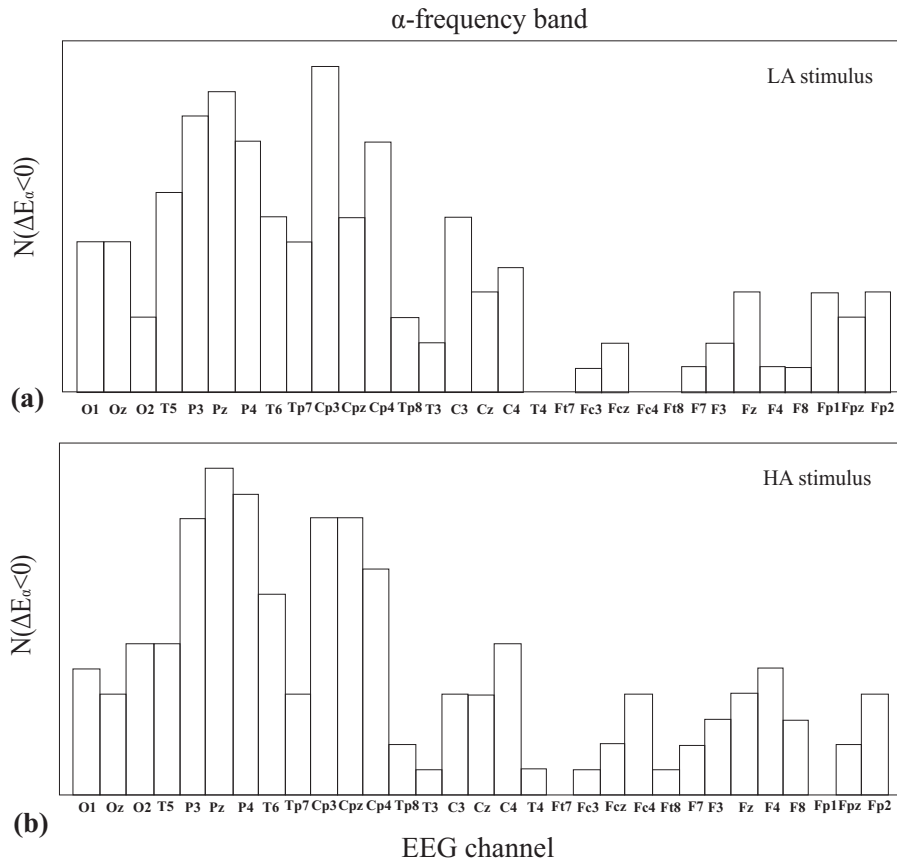 α-frequency band
LA stimulus
N(ΔEα<0)
(a)
O1 Oz O2 T5 P3 Pz P4 T6 Tp7 Cp3 Cpz Cp4 Tp8 T3 C3 Cz C4 T4 Ft7 Fc3 Fcz Fc4 Ft8 F7 F3 Fz F4 F8 Fp1 Fpz Fp2
HA stimulus
N(ΔEα<0)
(b)
O1 Oz O2 T5 P3 Pz P4 T6 Tp7 Cp3 Cpz Cp4 Tp8 T3 C3 Cz C4 T4 Ft7 Fc3 Fcz Fc4 Ft8 F7 F3 Fz F4 F8 Fp1 Fpz Fp2
EEG channel